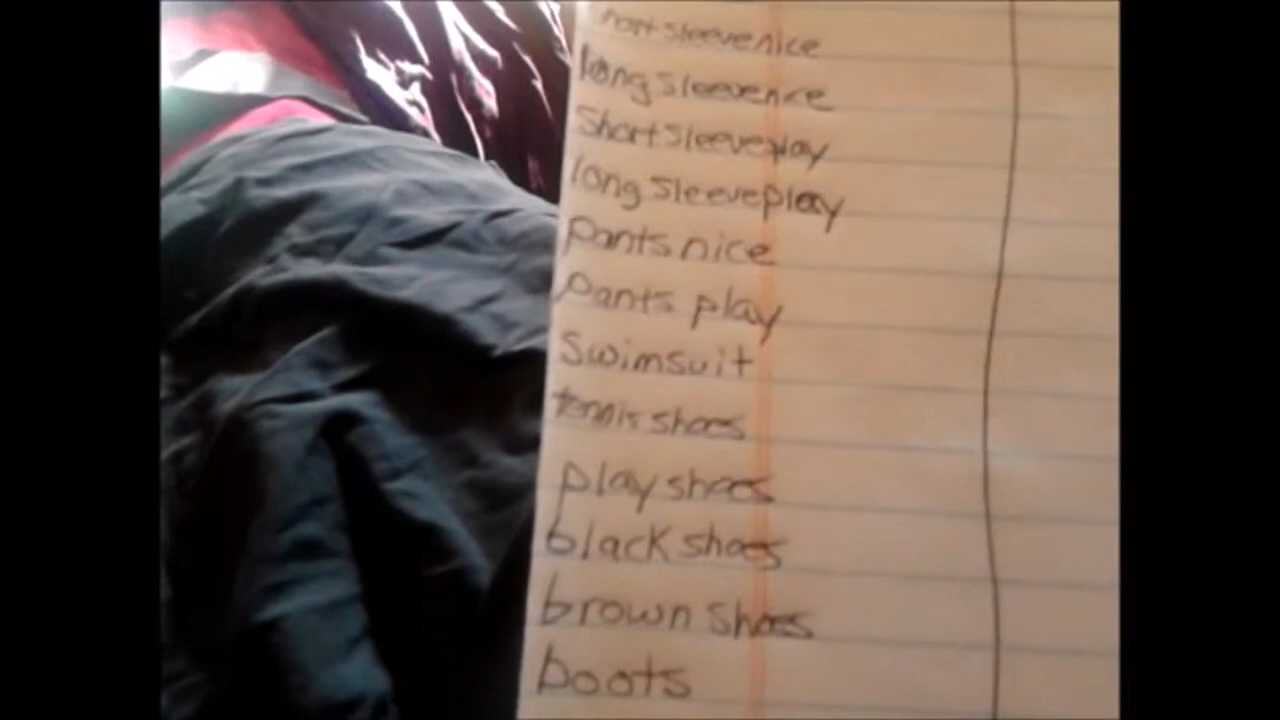 short sleeve nice
long sleeve nice
Short sleeve play
long sleeve play
pants nice
pants play
Swimsuit
tennis shoes
play shoes
black shoes
brown shoes
boots